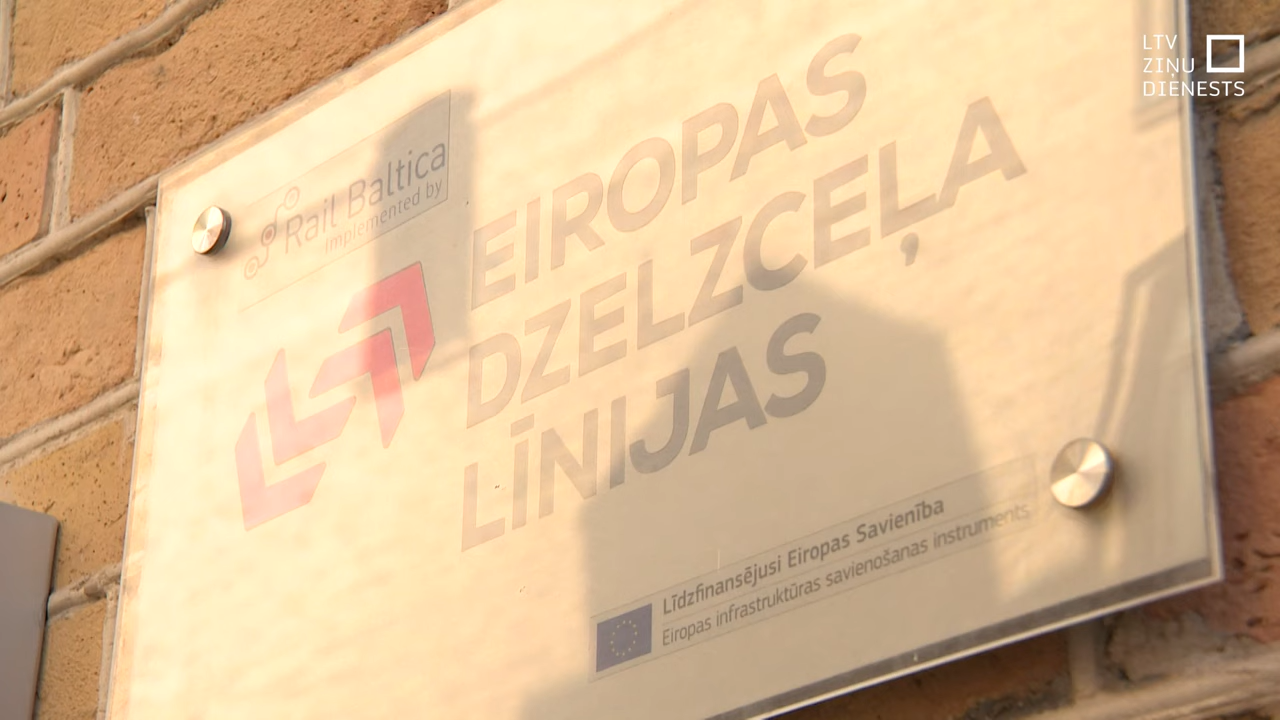 LTV
ZIŅU
DIENESTS
Rail Baltica
implemented by
EIROPAS
DZELZCEĻA
LĪNIJAS
Līdzfinansējusi Eiropas Savienība
Eiropas infrastruktūras savienošanas instruments